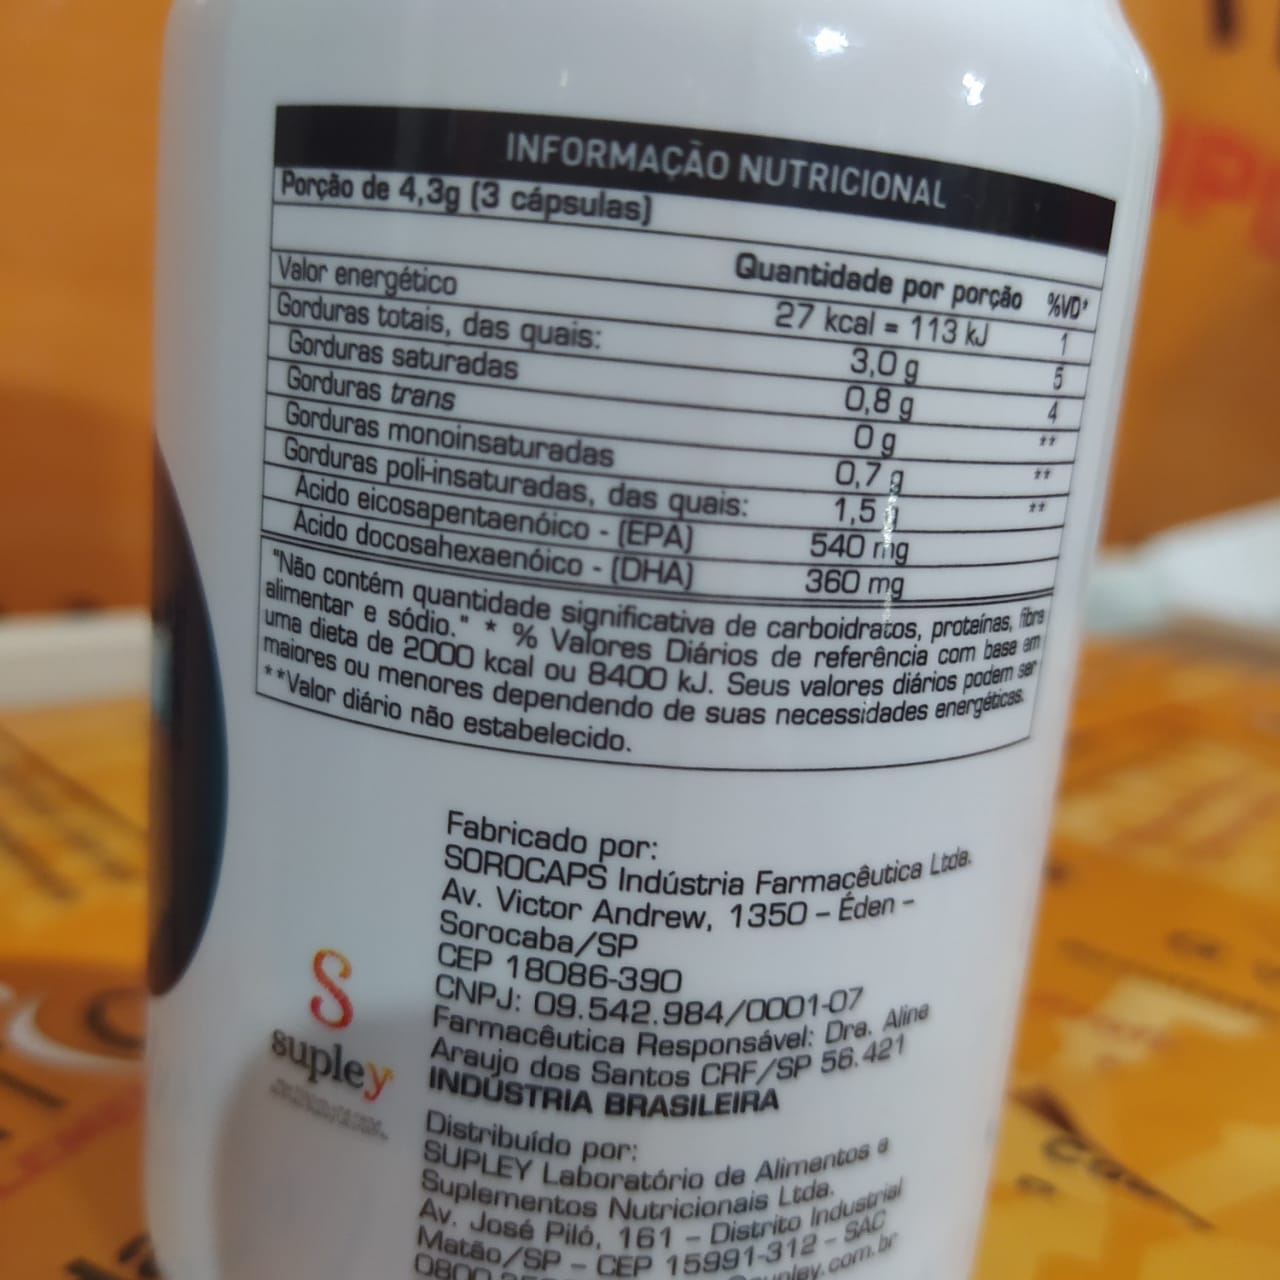 INFORMAÇÃO NUTRICIONAL
Porção de 4,3g (3 cápsulas)
Quantidade por porção %VD*
Valor energético 27 kcal = 113 kJ 1
Gorduras totais, das quais: 3,0 g 5
Gorduras saturadas 0,8 g 4
Gorduras trans 0 g **
Gorduras monoinsaturadas 0,7 g **
Gorduras poli-insaturadas, das quais: 1,5 g **
Ácido eicosapentaenóico - (EPA) 540 mg
Ácido docosahexaenóico - (DHA) 360 mg
"Não contém quantidade significativa de carboidratos, proteínas, fibra
alimentar e sódio." * % Valores Diários de referência com base em
uma dieta de 2000 kcal ou 8400 kJ. Seus valores diários podem ser
maiores ou menores dependendo de suas necessidades energéticas.
**Valor diário não estabelecido.
Fabricado por:
SOROCAPS Indústria Farmacêutica Ltda.
Av. Victor Andrew, 1350 – Éden –
Sorocaba/SP
CEP 18086-390
CNPJ: 09.542.984/0001-07
Farmacêutica Responsável: Dra. Aline
Araujo dos Santos CRF/SP 56.421
INDÚSTRIA BRASILEIRA
supley
Distribuído por:
SUPLEY Laboratório de Alimentos e
Suplementos Nutricionais Ltda.
Av. José Piló, 161 – Distrito Industrial
Matão/SP – CEP 15991-312 – SAC
0800